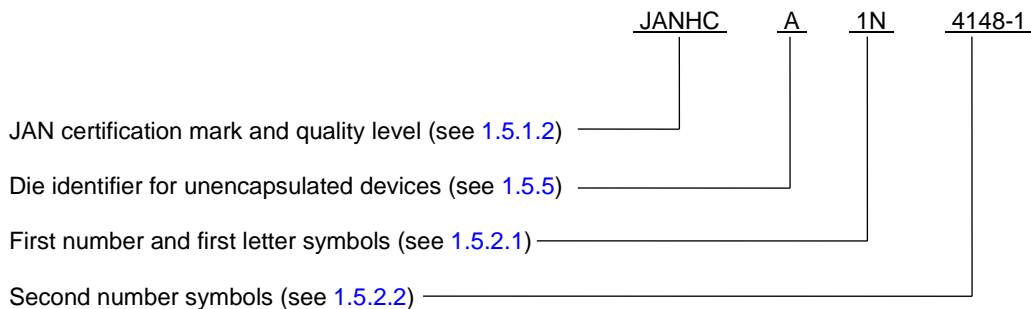 JANHC A 1N 4148-1
JAN certification mark and quality level (see 1.5.1.2)
Die identifier for unencapsulated devices (see 1.5.5)
First number and first letter symbols (see 1.5.2.1)
Second number symbols (see 1.5.2.2)